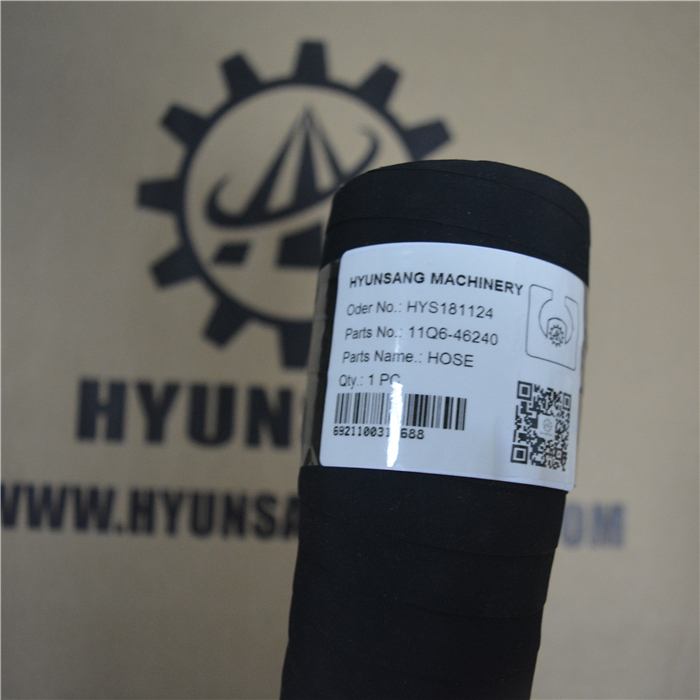 HYUNSANG MACHINERY
Oder No.: HYS181124
Parts No.: 11Q6-46240
Parts Name.: HOSE
Qty.: 1 PC
HYUN
WWW.HYUNSA OM